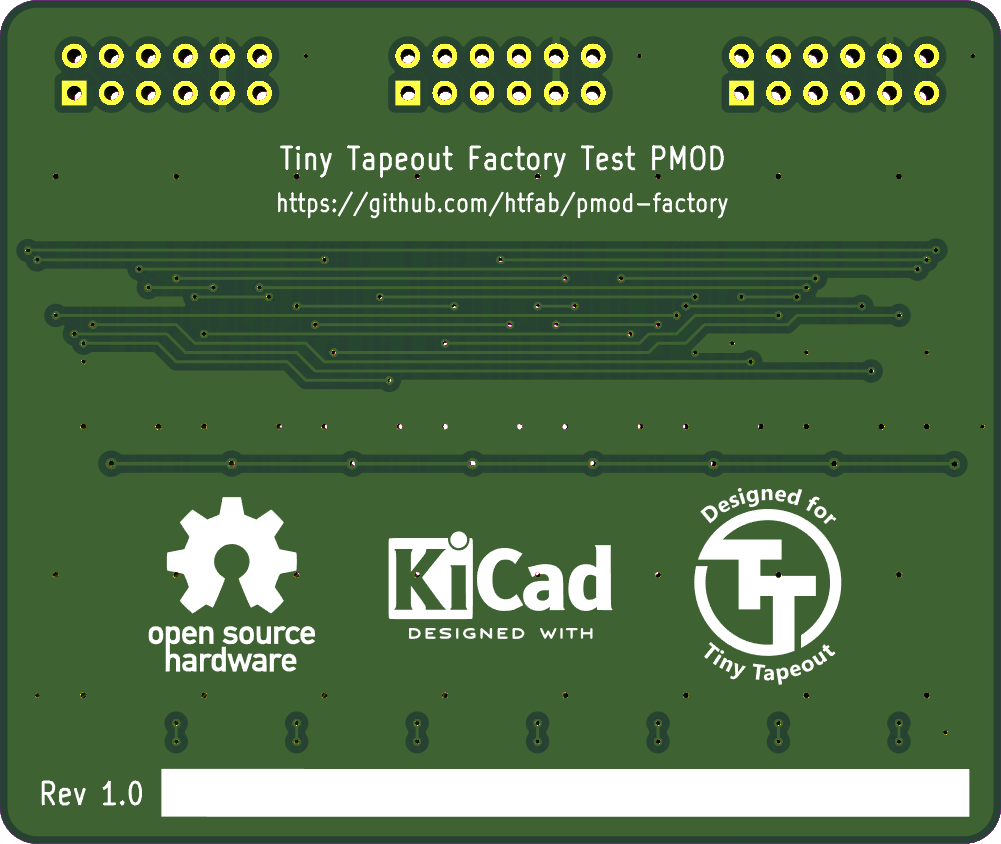 Tiny Tapeout Factory Test PMOD
https://github.com/htfab/pmod-factory
open source
hardware
KiCad
DESIGNED WITH
Designed for
TT
Tiny Tapeout
Rev 1.0